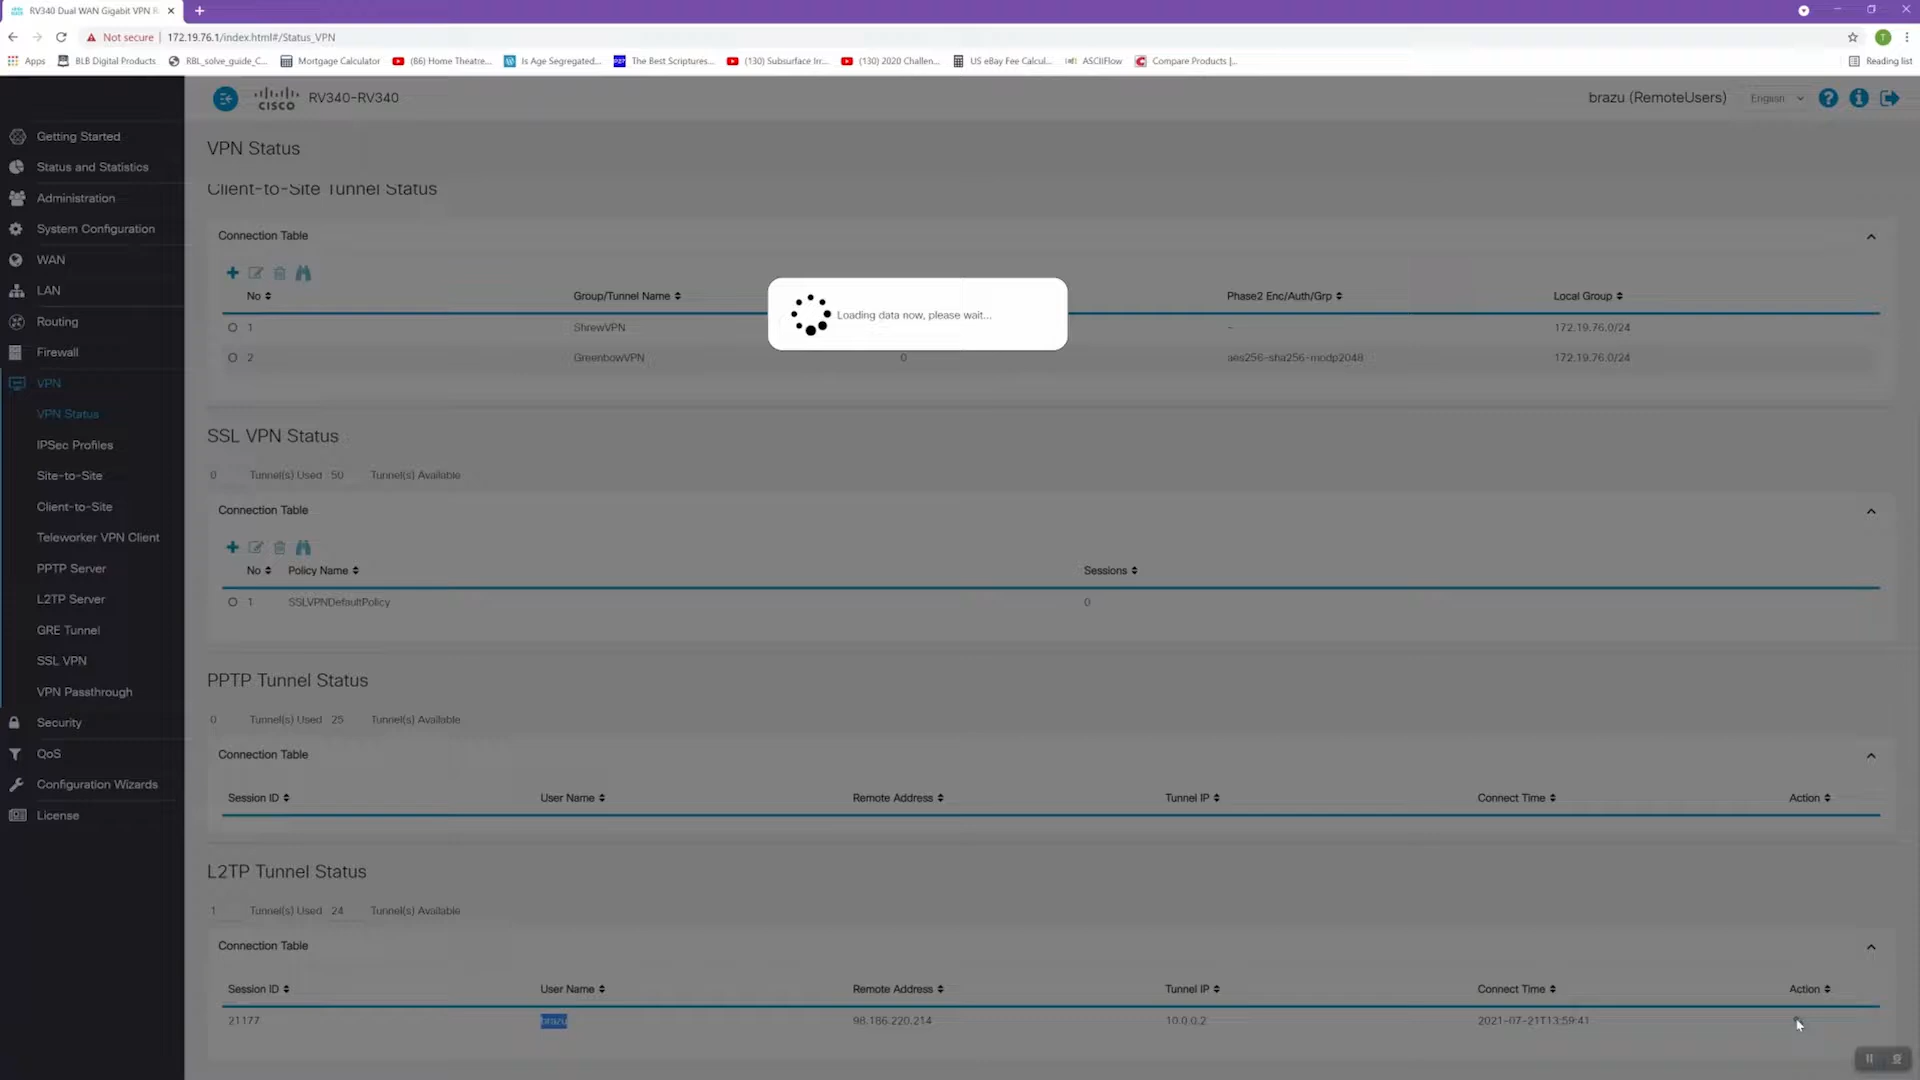 RV340 Dual WAN Gigabit VPN R
Not secure | 172.19.76.1/index.html#/Status_VPN
T
Apps BLB Digital Products RBL_solve_guide_C... Mortgage Calculator (86) Home Theatre... Is Age Segregated... The Best Scriptures... (130) Subsurface Irr... (130) 2020 Challen... US eBay Fee Calcul... ASCIIFlow Compare Products |... Reading list
CISCO RV340-RV340 brazu (RemoteUsers) English
Getting Started
Status and Statistics
Administration
System Configuration
WAN
LAN
Routing
Firewall
VPN
VPN Status
IPSec Profiles
Site-to-Site
Client-to-Site
Teleworker VPN Client
PPTP Server
L2TP Server
GRE Tunnel
SSL VPN
VPN Passthrough
Security
QoS
Configuration Wizards
License
VPN Status
Client-to-Site Tunnel Status
Connection Table
No Group/Tunnel Name Phase2 Enc/Auth/Grp Local Group
1 ShrewVPN - 172.19.76.0/24
2 GreenbowVPN 0 aes256-sha256-modp2048 172.19.76.0/24
Loading data now, please wait...
SSL VPN Status
0 Tunnel(s) Used 50 Tunnel(s) Available
Connection Table
No Policy Name Sessions
1 SSLVPNDefaultPolicy 0
PPTP Tunnel Status
0 Tunnel(s) Used 25 Tunnel(s) Available
Connection Table
Session ID User Name Remote Address Tunnel IP Connect Time Action
L2TP Tunnel Status
1 Tunnel(s) Used 24 Tunnel(s) Available
Connection Table
Session ID User Name Remote Address Tunnel IP Connect Time Action
21177 brazu 98.186.220.214 10.0.0.2 2021-07-21T13:59:41